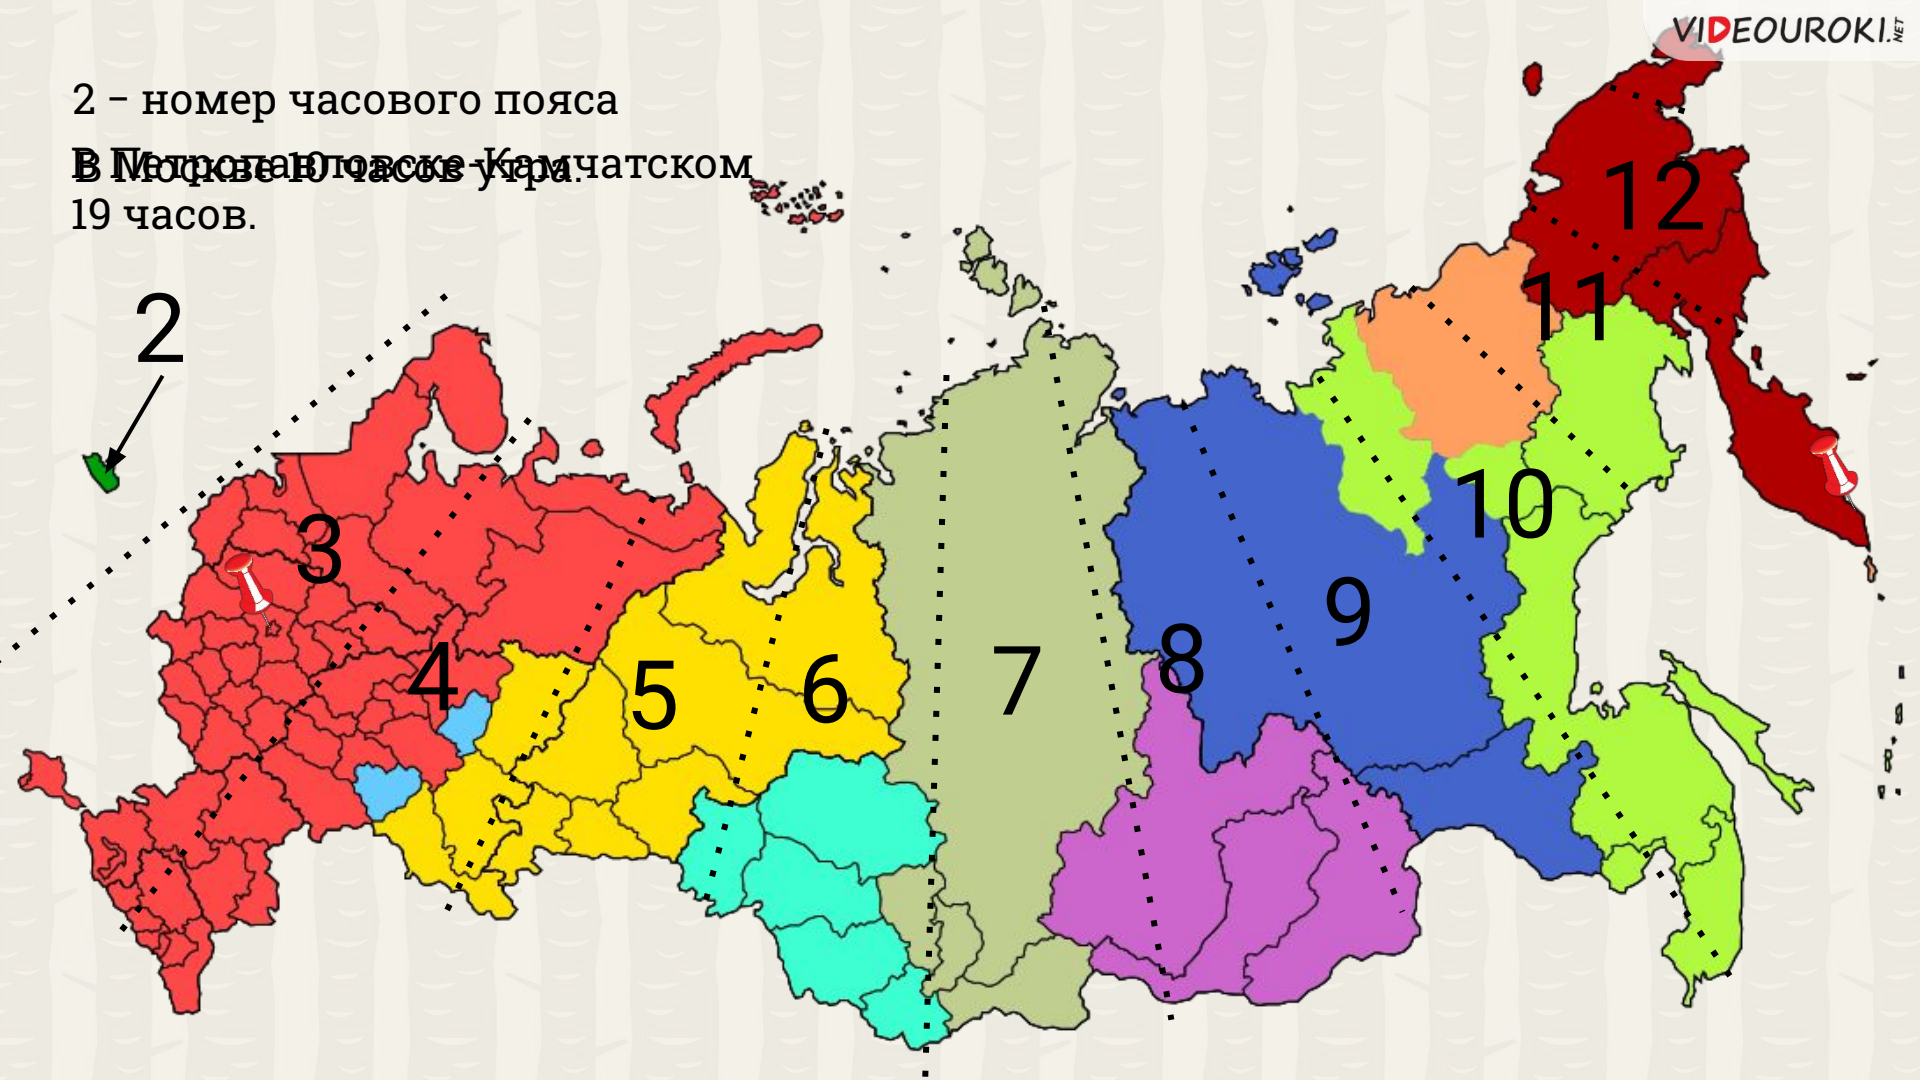 VIDEOUROKI.NET
2 – номер часового пояса
В Петропавловске-Камчатском
В Москве 10 часов утра.
19 часов.
2
12
11
10
3
9
4
8
5
6
7